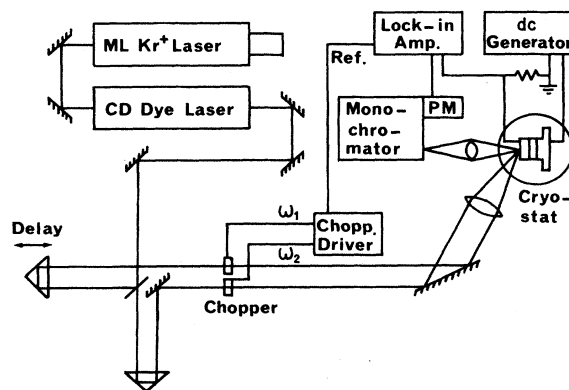 ML Kr+ Laser
CD Dye Laser
Lock-in
Amp.
dc
Generator
Ref.
Mono-
chro-
mator
PM
Cryo-
stat
ω1
Chopp.
Driver
ω2
Delay
Chopper